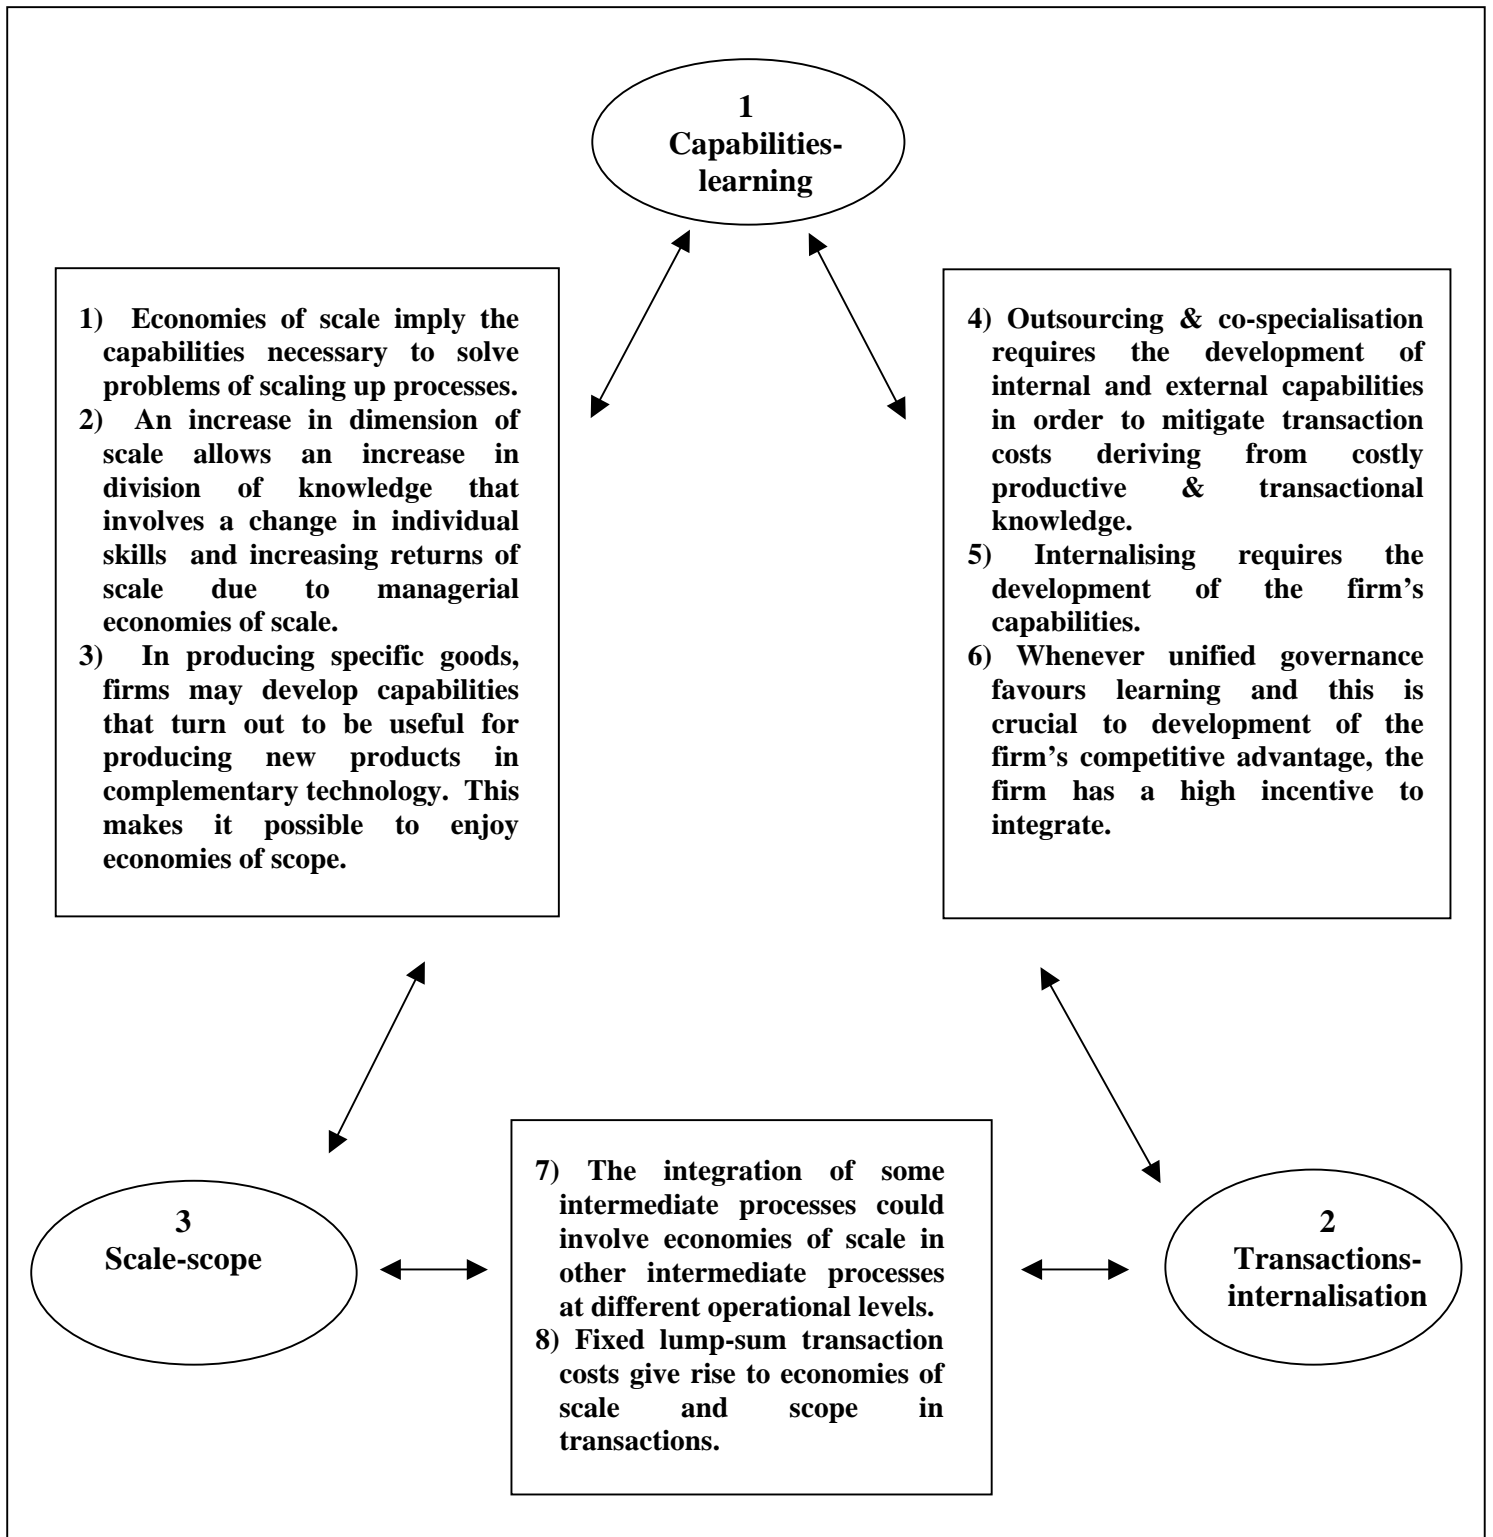 1
Capabilities-
learning
1) Economies of scale imply the
capabilities necessary to solve
problems of scaling up processes.
2) An increase in dimension of
scale allows an increase in
division of knowledge that
involves a change in individual
skills and increasing returns of
scale due to managerial
economies of scale.
3) In producing specific goods,
firms may develop capabilities
that turn out to be useful for
producing new products in
complementary technology. This
makes it possible to enjoy
economies of scope.
4) Outsourcing & co-specialisation
requires the development of
internal and external capabilities
in order to mitigate transaction
costs deriving from costly
productive & transactional
knowledge.
5) Internalising requires the
development of the firm’s
capabilities.
6) Whenever unified governance
favours learning and this is
crucial to development of the
firm’s competitive advantage, the
firm has a high incentive to
integrate.
3
Scale-scope
7) The integration of some
intermediate processes could
involve economies of scale in
other intermediate processes
at different operational levels.
8) Fixed lump-sum transaction
costs give rise to economies of
scale and scope in
transactions.
2
Transactions-
internalisation